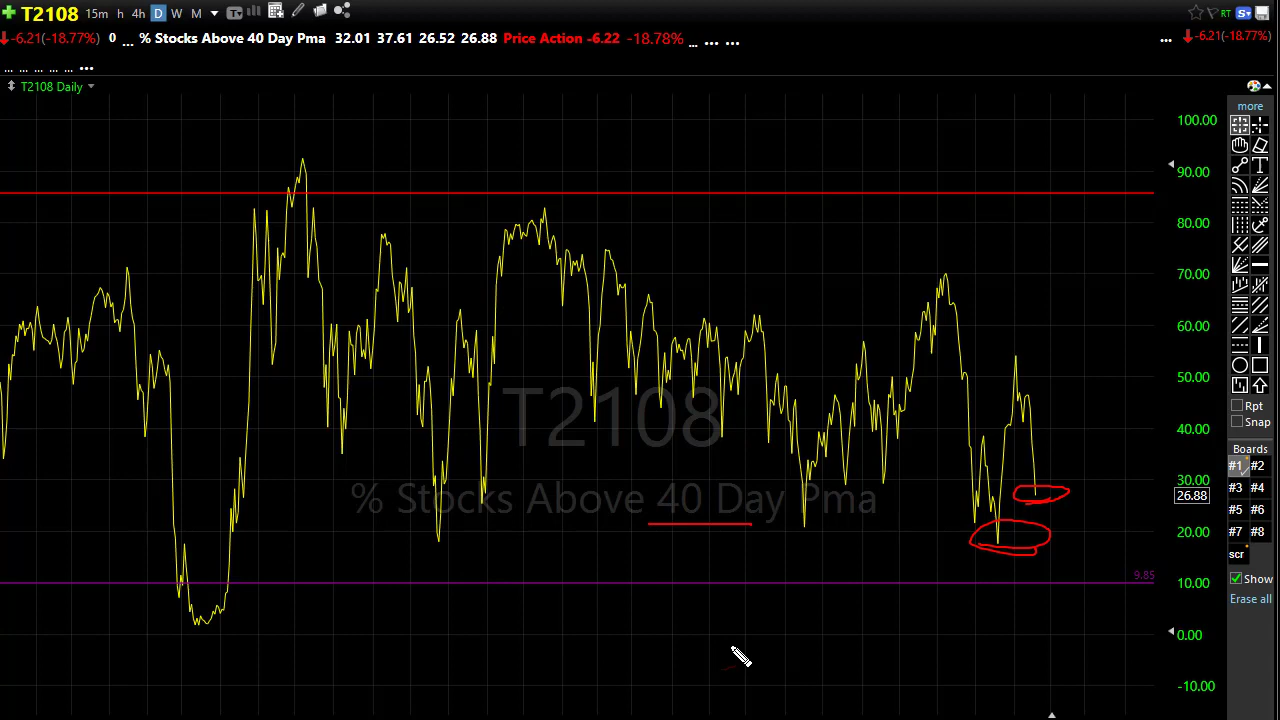 T2108 15m h 4h D W M RT S
-6.21(-18.77%) 0 ... % Stocks Above 40 Day Pma 32.01 37.61 26.52 26.88 Price Action -6.22 -18.78% ... ... ... ... -6.21(-18.77%)
... ... ... ... ... ...
T2108 Daily
more
100.00
90.00
80.00
70.00
60.00
50.00
40.00
30.00
26.88
20.00
10.00
0.00
-10.00
T2108
% Stocks Above 40 Day Pma
9.85
T
Rpt
Snap
Boards
#1 #2
#3 #4
#5 #6
#7 #8
scr
Show
Erase all